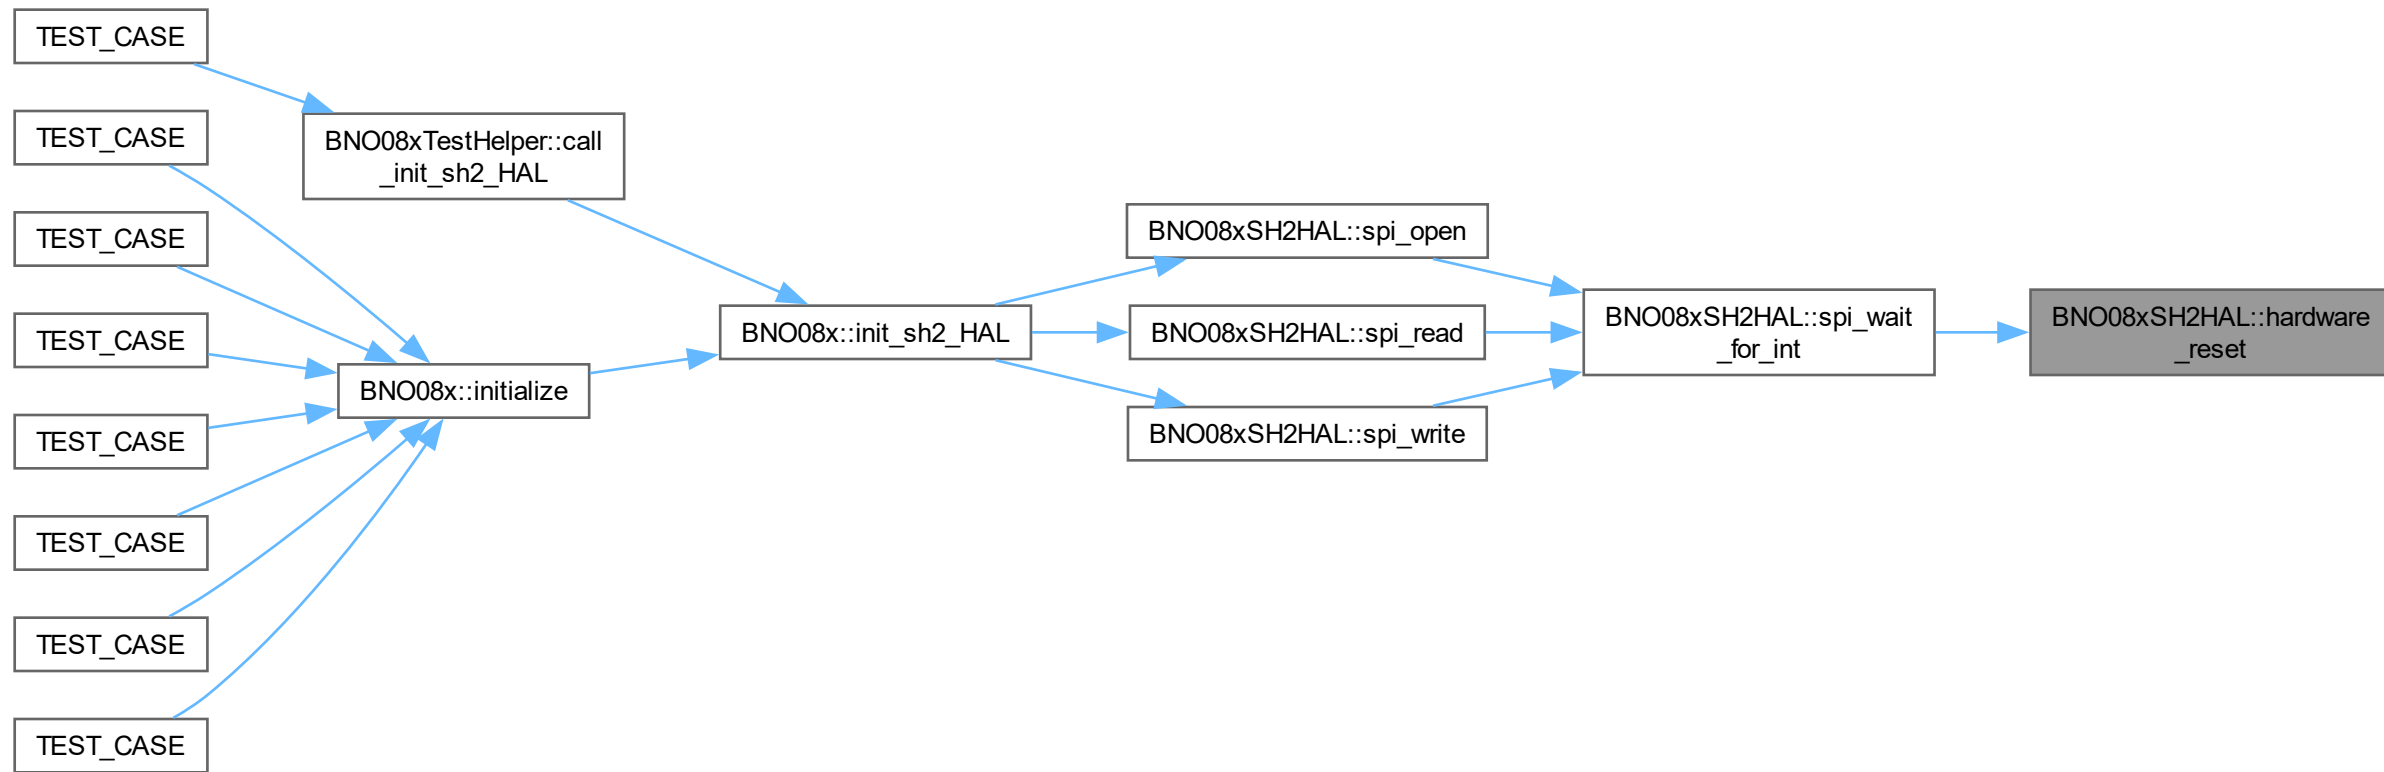 TEST_CASE
TEST_CASE
TEST_CASE
TEST_CASE
TEST_CASE
TEST_CASE
TEST_CASE
TEST_CASE
BNO08xTestHelper::call
_init_sh2_HAL
BNO08x::initialize
BNO08x::init_sh2_HAL
BNO08xSH2HAL::spi_open
BNO08xSH2HAL::spi_read
BNO08xSH2HAL::spi_write
BNO08xSH2HAL::spi_wait
_for_int
BNO08xSH2HAL::hardware
_reset